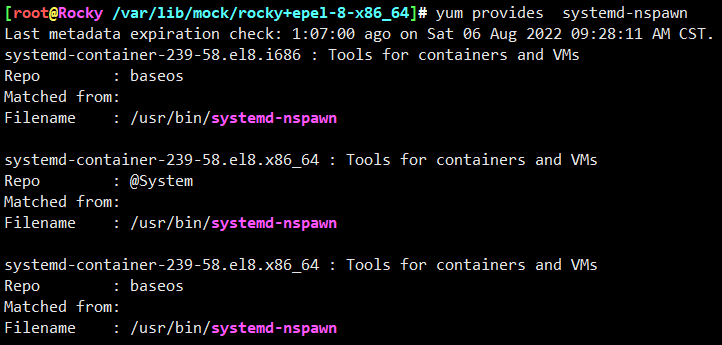 [root@Rocky /var/lib/mock/rocky+epel-8-x86_64]# yum provides  systemd-nspawn
Last metadata expiration check: 1:07:00 ago on Sat 06 Aug 2022 09:28:11 AM CST.
systemd-container-239-58.el8.i686 : Tools for containers and VMs
Repo        : baseos
Matched from:
Filename    : /usr/bin/systemd-nspawn

systemd-container-239-58.el8.x86_64 : Tools for containers and VMs
Repo        : @System
Matched from:
Filename    : /usr/bin/systemd-nspawn

systemd-container-239-58.el8.x86_64 : Tools for containers and VMs
Repo        : baseos
Matched from:
Filename    : /usr/bin/systemd-nspawn